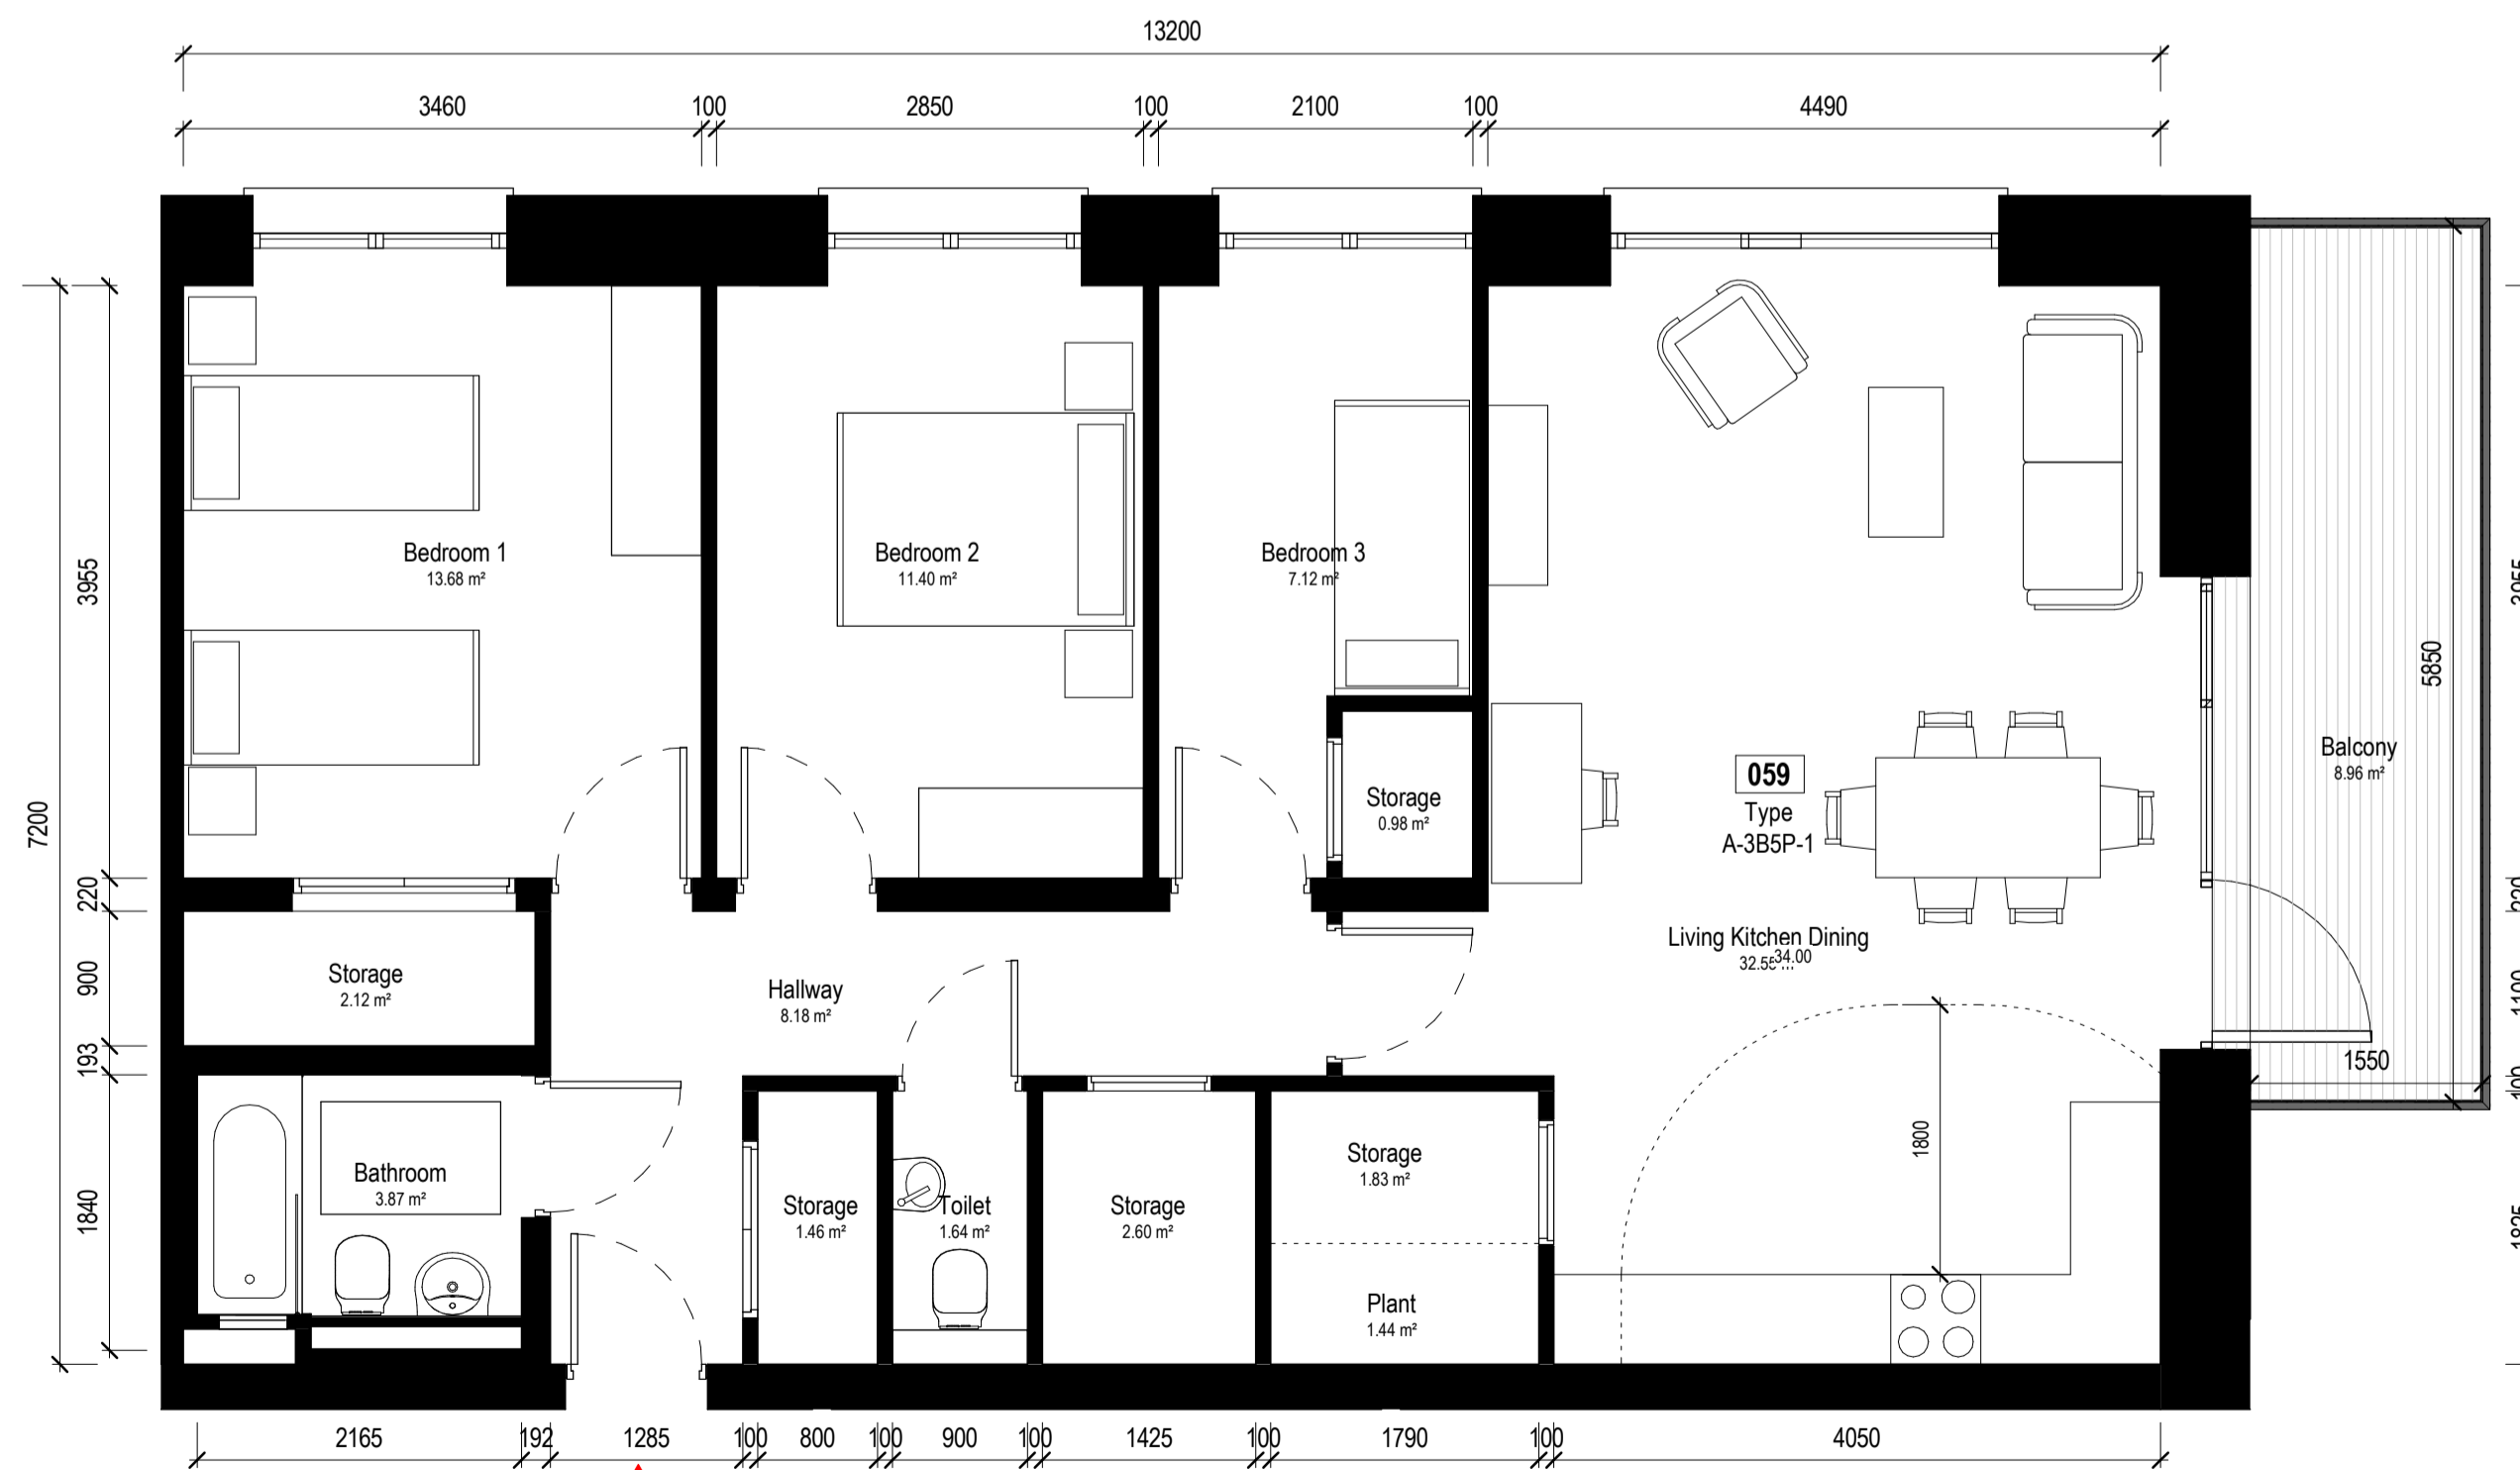 13200
3460 100 2850 100 2100 100 4490
Bedroom 1
13.68 m²
Bedroom 2
11.40 m²
Bedroom 3
7.12 m²
3955
220
900
193
1840
7200
Storage
0.98 m²
059
Type
A-3B5P-1
Balcony
8.96 m²
5850
1550
Living Kitchen Dining
34.00
Storage
2.12 m²
Hallway
8.18 m²
Bathroom
3.87 m²
Storage
1.46 m²
Toilet
1.64 m²
Storage
2.60 m²
Storage
1.83 m²
Plant
1.44 m²
1800
2165 192 1285 100 800 100 900 100 1425 100 1790 100 4050